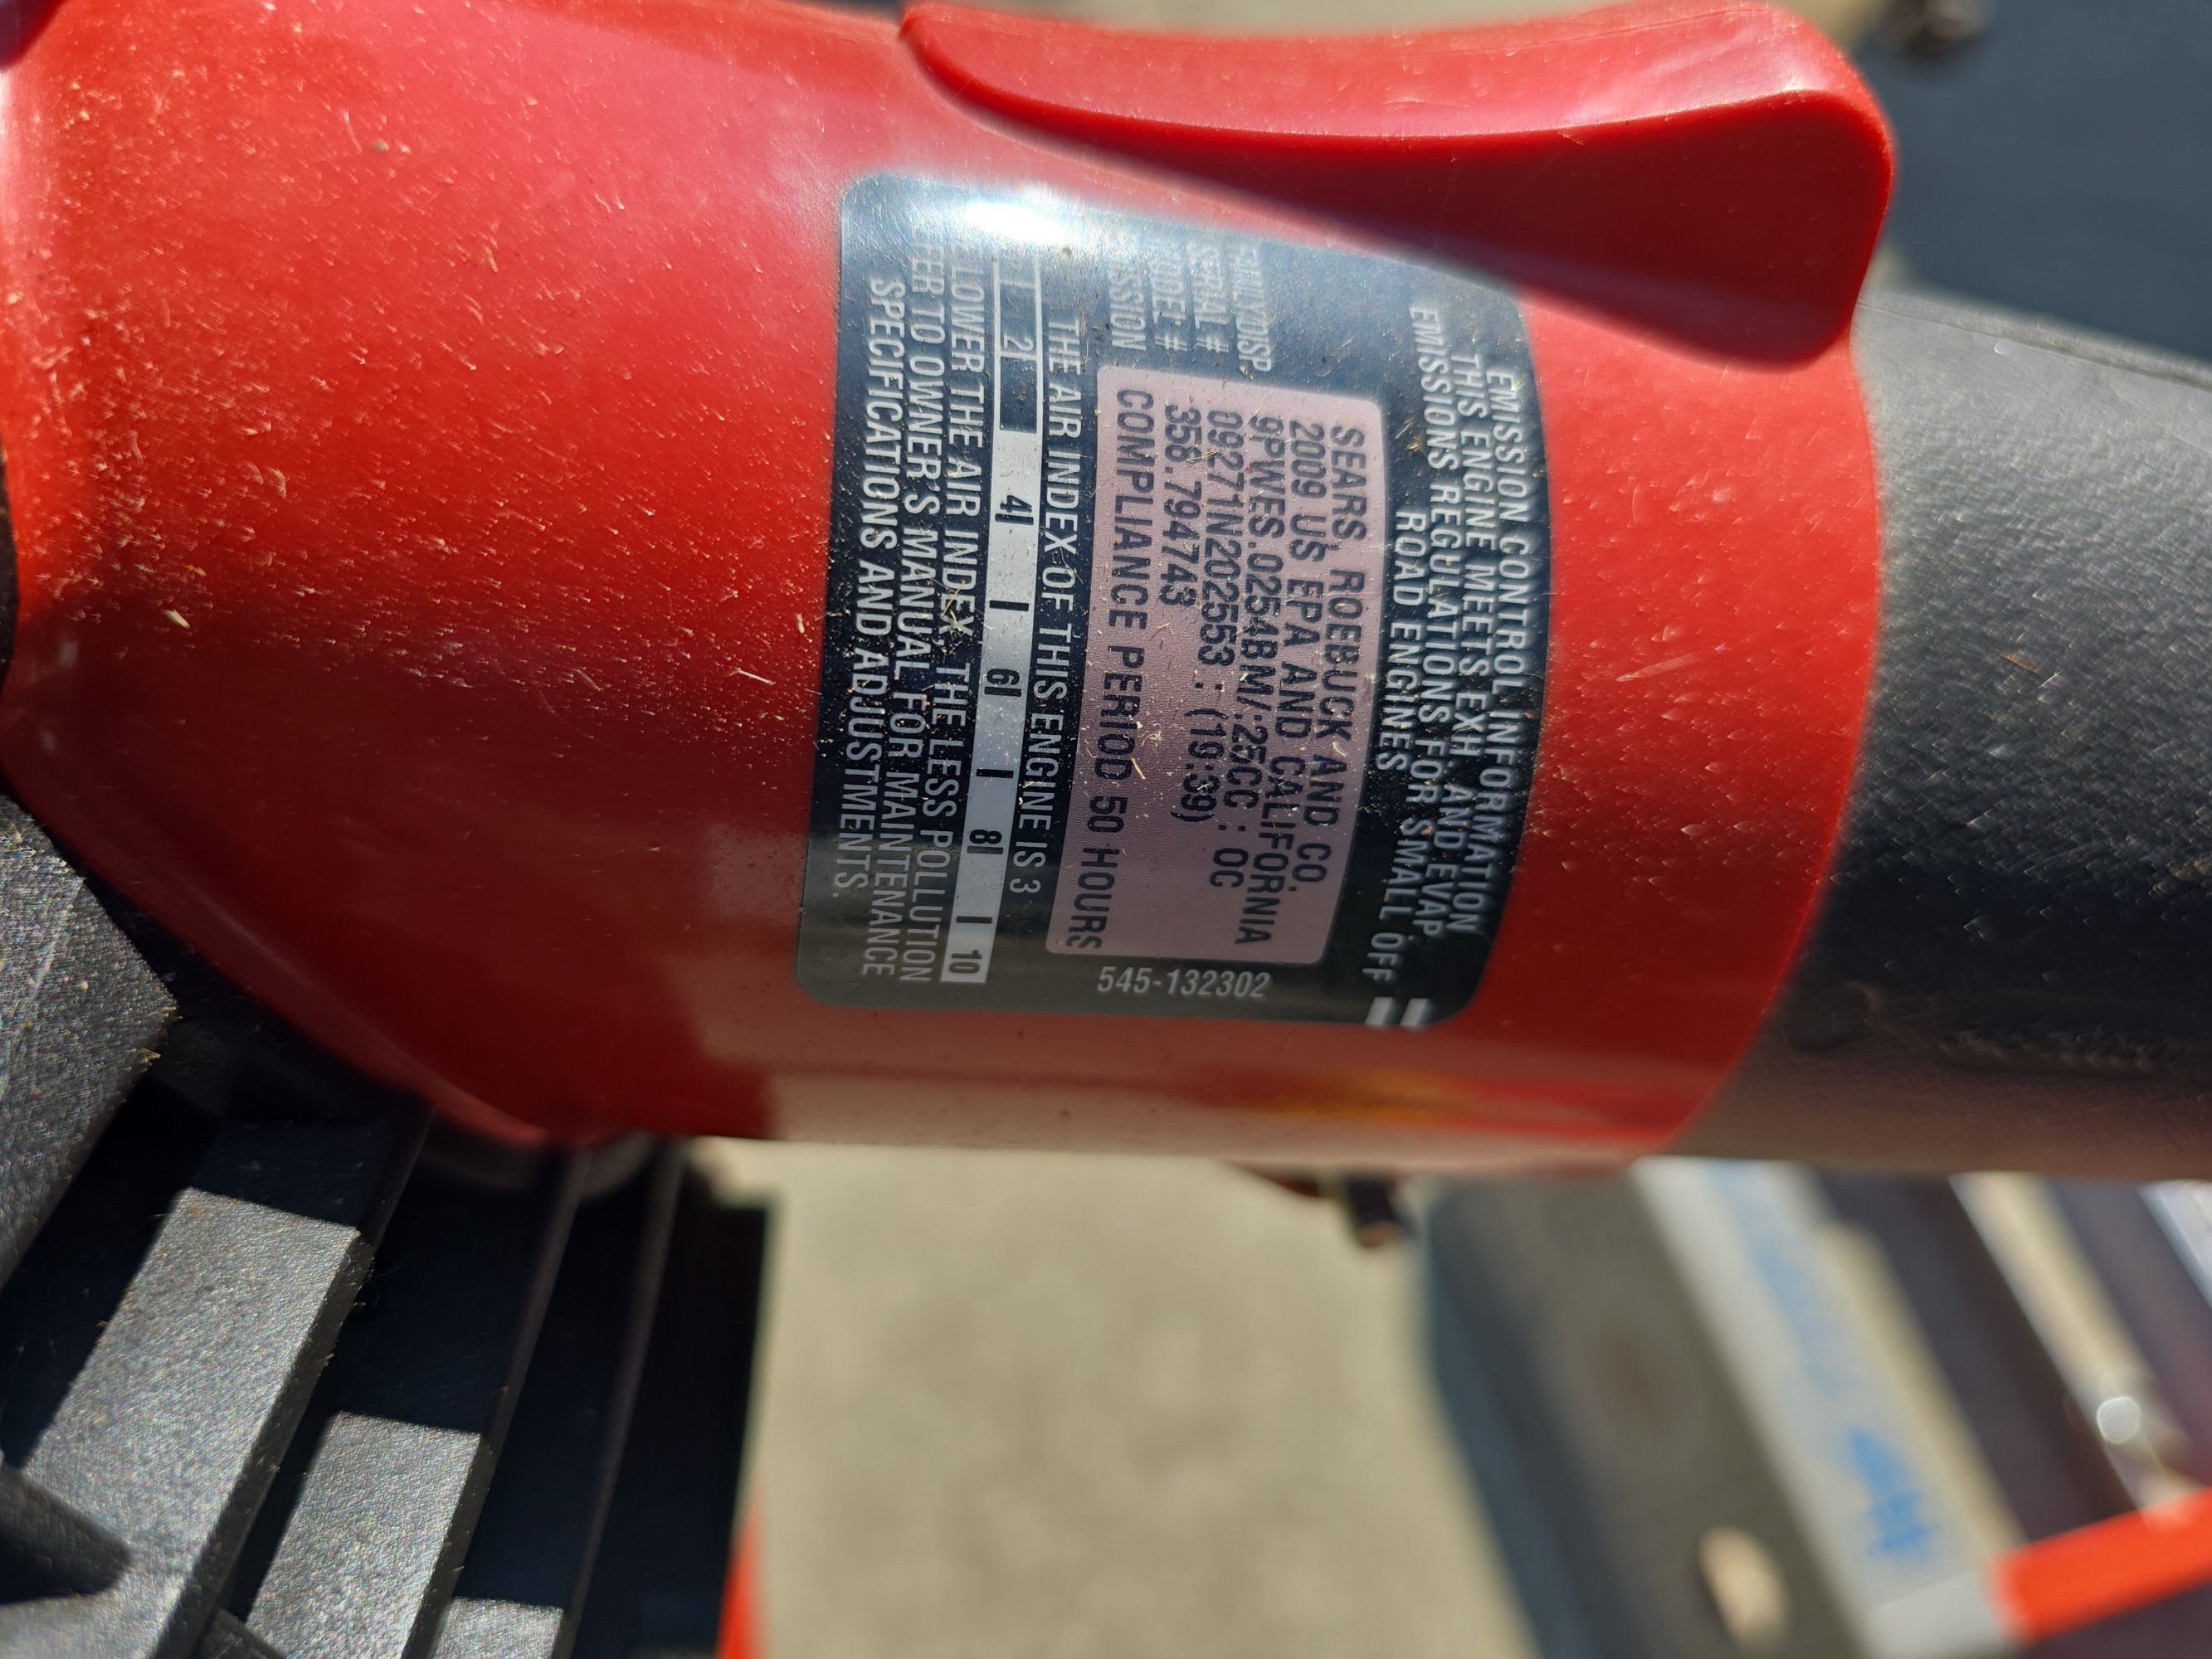 EMISSION CONTROL INFORMATION
THIS ENGINE MEETS EXH. AND EVAP
EMISSIONS REGULATIONS FOR SMALL OFF
ROAD ENGINES
SEARS, ROEBUCK AND CO.
2009 US EPA AND CALIFORNIA
9PWES.0254BM/:25CC : OC
SERIAL # 09271N202553 : (19:39)
# 358.794743
COMPLIANCE PERIOD 50 HOURS
545-132302
THE AIR INDEX OF THIS ENGINE IS 3
2 4 6 8 10
LOWER THE AIR INDEX, THE LESS POLLUTION
TO OWNER'S MANUAL FOR MAINTENANCE
SPECIFICATIONS AND ADJUSTMENTS.